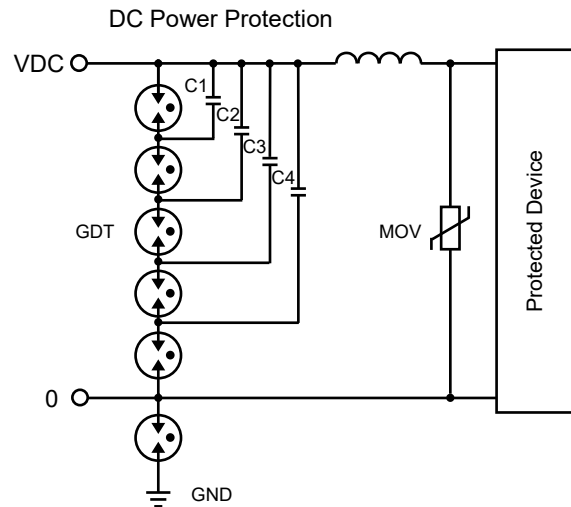 DC Power Protection
VDC
C1
C2
C3
C4
GDT
MOV
Protected Device
0
GND